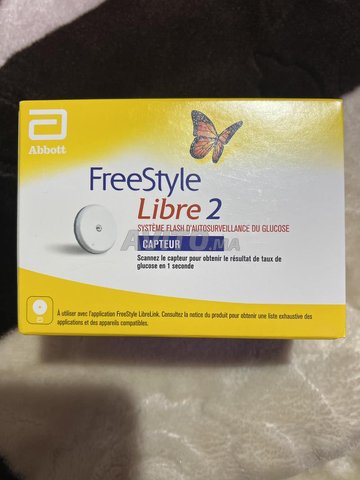 Abbott
FreeStyle
Libre 2
SYSTÈME FLASH D'AUTOSURVEILLANCE DU GLUCOSE
AVITO.MA
CAPTEUR
Scannez le capteur pour obtenir le résultat de taux de
glucose en 1 seconde
À utiliser avec l'application FreeStyle LibreLink. Consultez la notice du produit pour obtenir une liste exhaustive des
applications et des appareils compatibles.